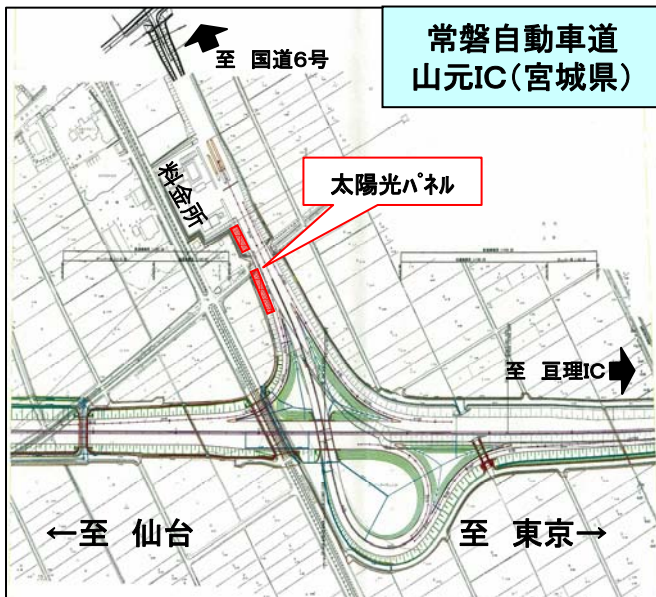 常磐自動車道
山元IC(宮城県)
至 国道6号
料金所
太陽光ﾊﾟﾈﾙ
至 亘理IC
←至 仙台
至 東京→